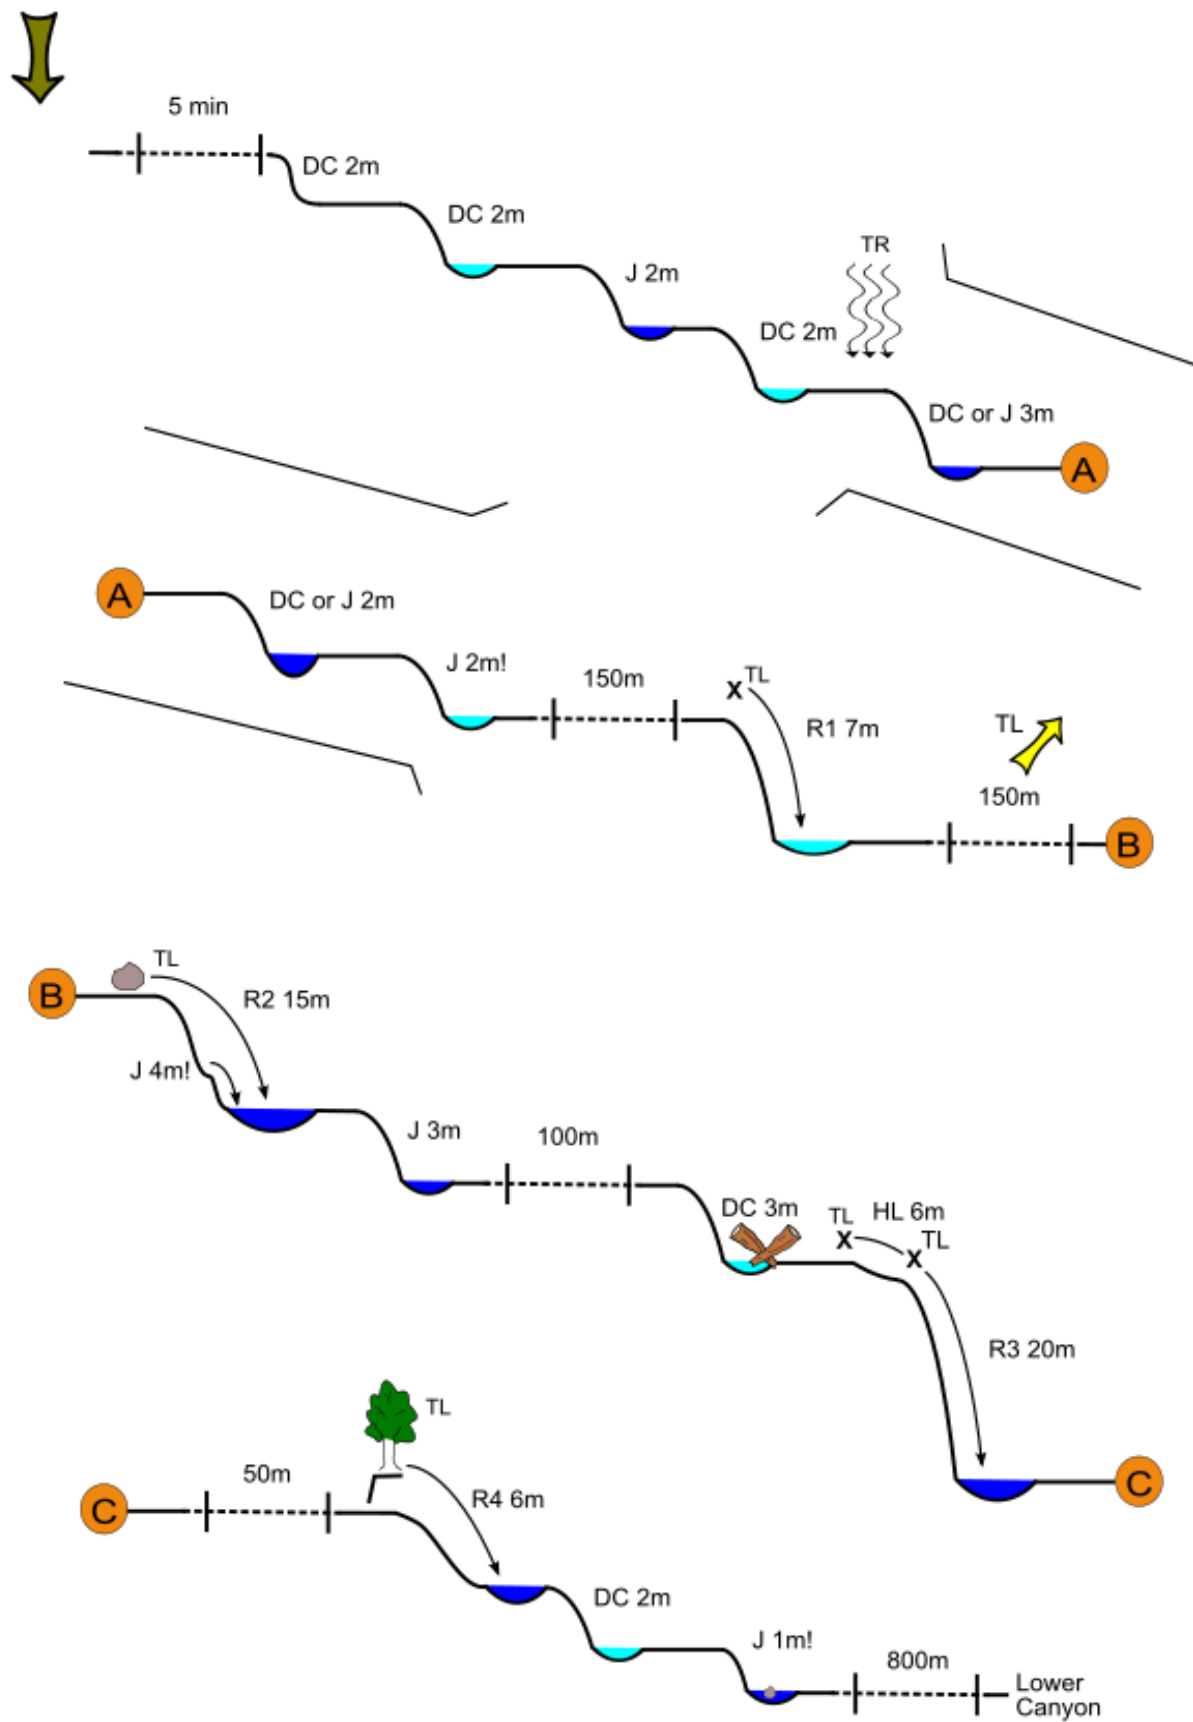 5 min
DC 2m
DC 2m
J 2m
TR
DC 2m
DC or J 3m
A
A
DC or J 2m
J 2m!
150m
X TL
R1 7m
TL
150m
B
B
TL
R2 15m
J 4m!
J 3m
100m
DC 3m
TL
X
HL 6m
TL
X
R3 20m
C
C
50m
TL
R4 6m
DC 2m
J 1m!
800m
Lower
Canyon